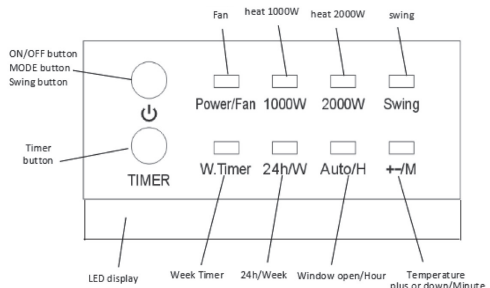 Fan heat 1000W heat 2000W swing
ON/OFF button
MODE button
Swing button
Power/Fan 1000W 2000W Swing
Timer
button
TIMER
W.Timer 24h/W Auto/H +-/M
LED display Week Timer 24h/Week Window open/Hour Temperature
plus or down/Minute